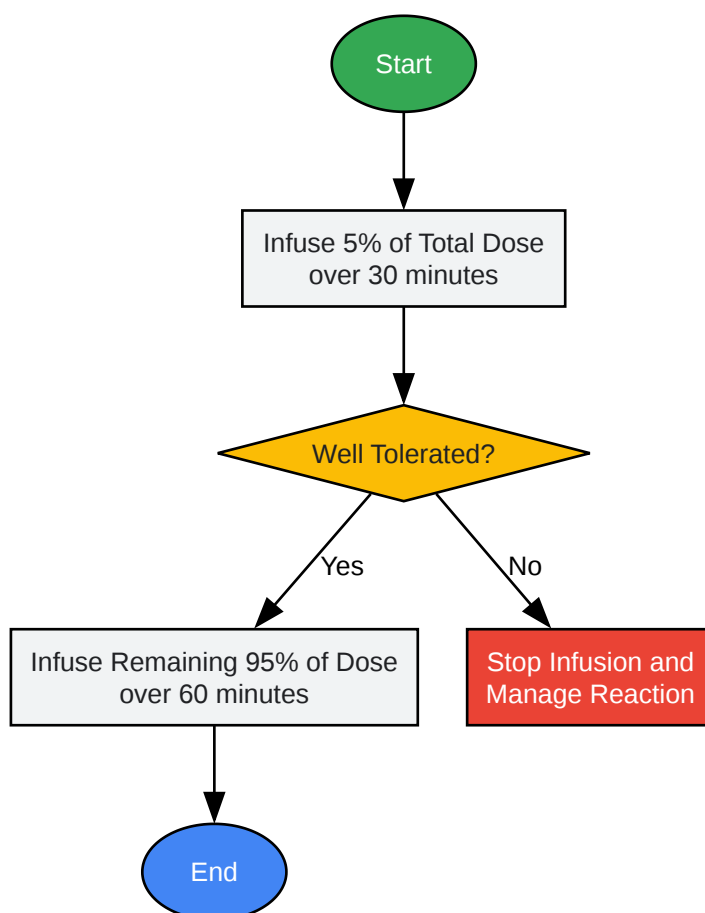 Start
Infuse 5% of Total Dose
over 30 minutes
Well Tolerated?
Yes
No
Infuse Remaining 95% of Dose
over 60 minutes
Stop Infusion and
Manage Reaction
End